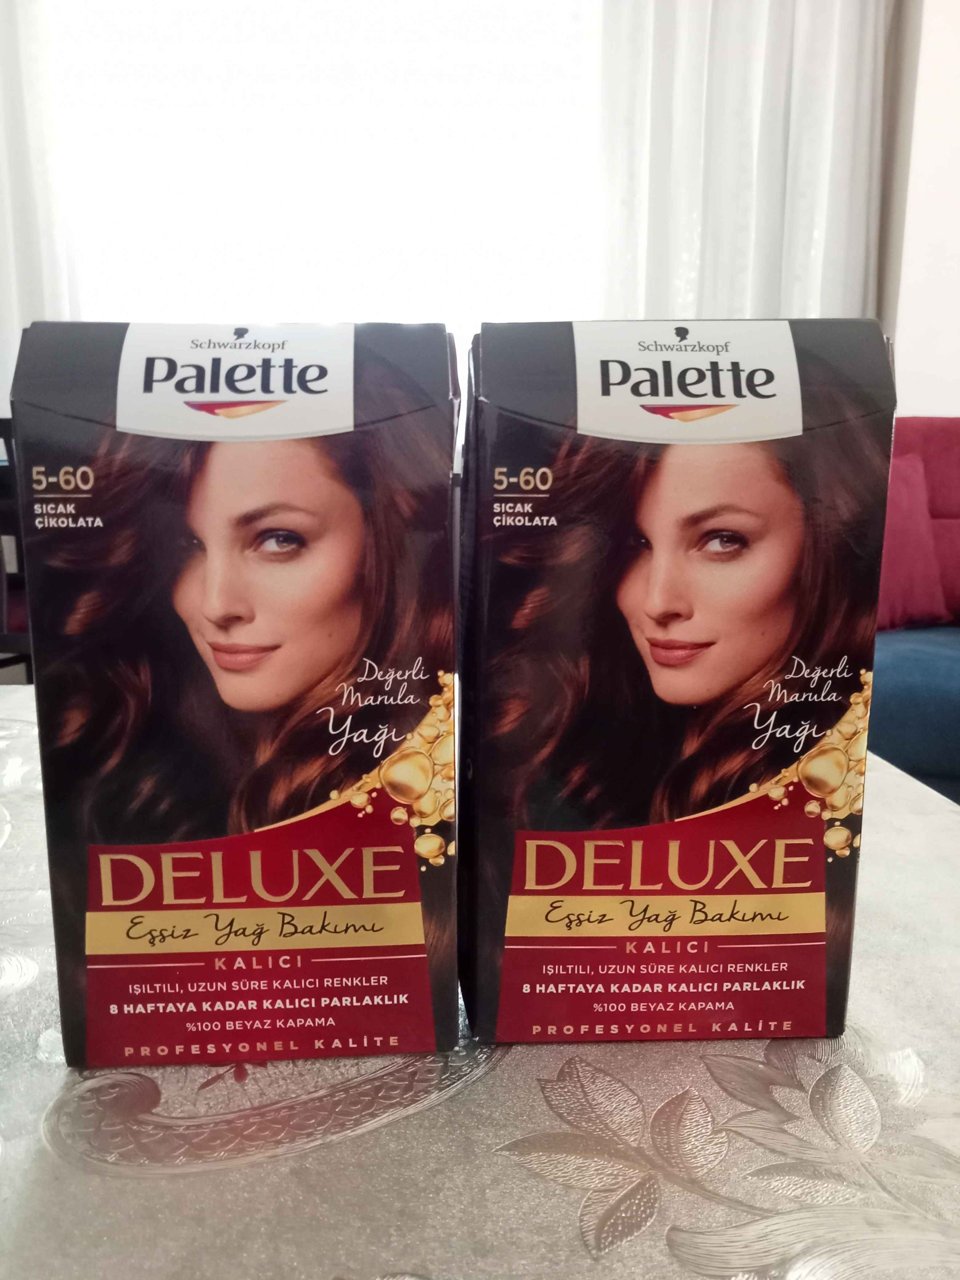 Schwarzkopf
Palette
5-60
SICAK
ÇİKOLATA
Değerli
Marula
Yağı
DELUXE
Eşsiz Yağ Bakımı
KALICI
IŞILTILI, UZUN SÜRE KALICI RENKLER
8 HAFTAYA KADAR KALICI PARLAKLIK
%100 BEYAZ KAPAMA
PROFESYONEL KALİTE
Schwarzkopf
Palette
5-60
SICAK
ÇİKOLATA
Değerli
Marula
Yağı
DELUXE
Eşsiz Yağ Bakımı
KALICI
IŞILTILI, UZUN SÜRE KALICI RENKLER
8 HAFTAYA KADAR KALICI PARLAKLIK
%100 BEYAZ KAPAMA
PROFESYONEL KALİTE